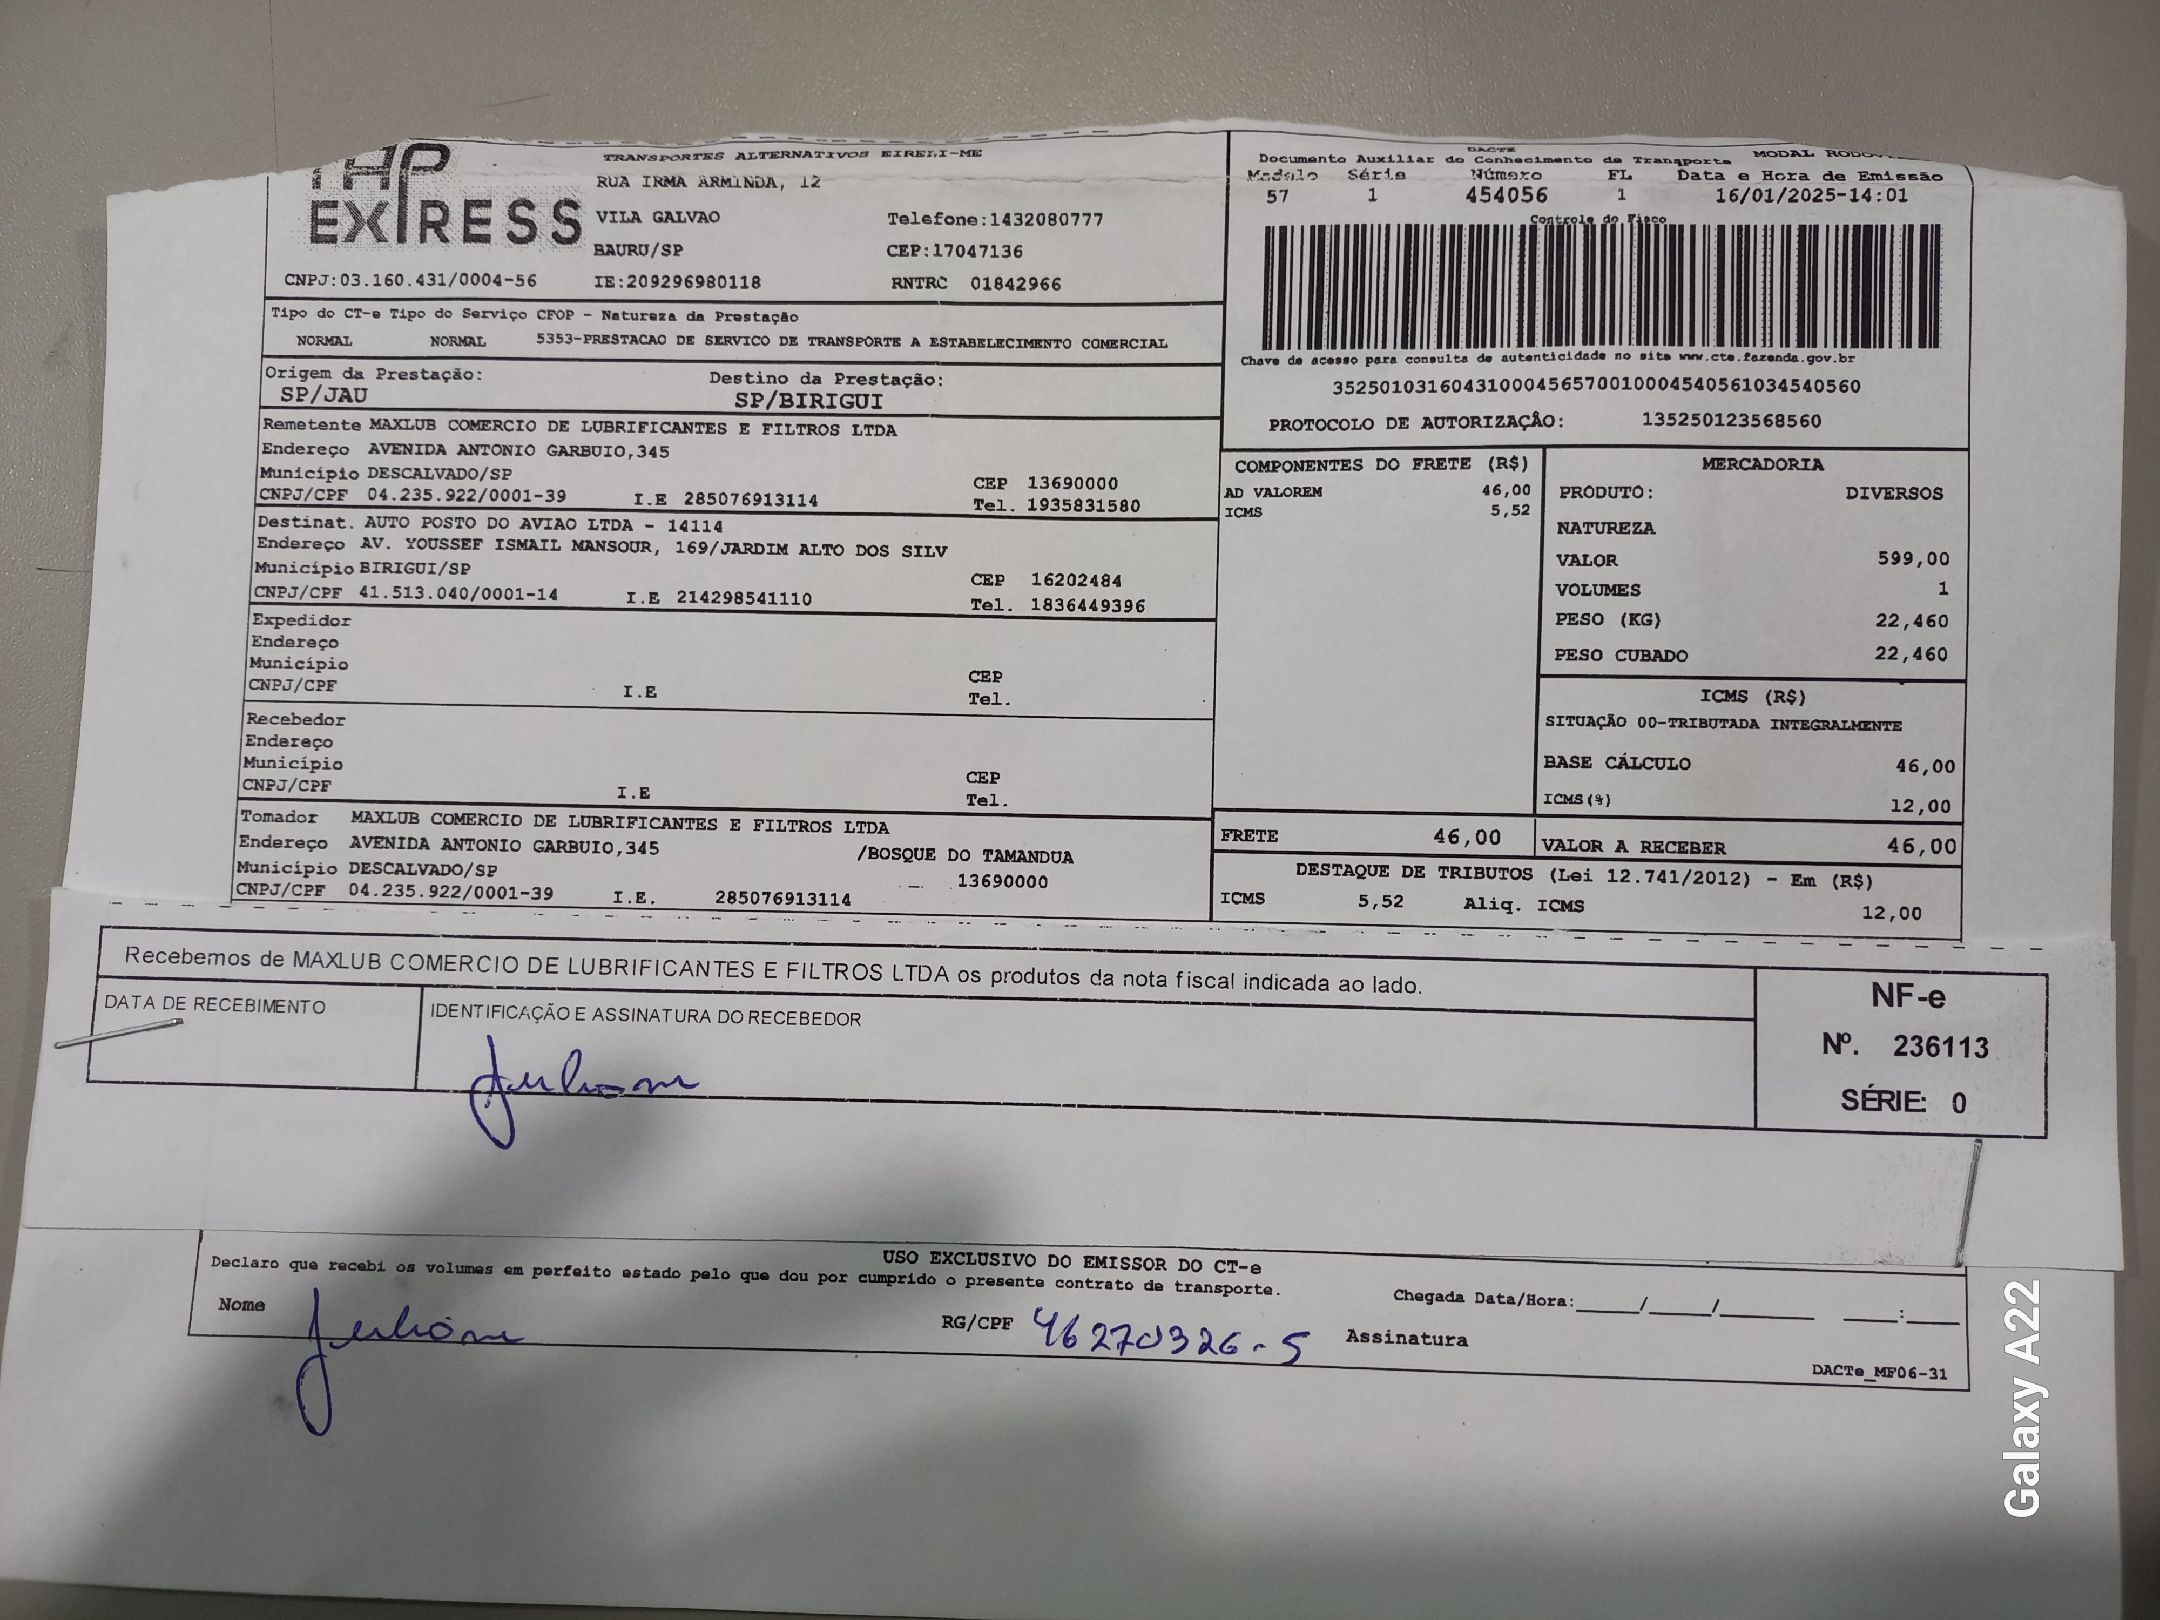 TRANSPORTES ALTERNATIVOS EIRELI-ME
EXPRESS
RUA IRMA ARMINDA, 12
VILA GALVAO Telefone:1432080777
BAURU/SP CEP:17047136
CNPJ:03.160.431/0004-56 IE:209296980118 RNTRC 01842966
DACTE
Documento Auxiliar do Conhecimento de Transporte MODAL
Modelo Série Número FL Data e Hora de Emissão
57 1 454056 1 16/01/2025-14:01
Controle do Fisco
Chave de acesso para consulta de autenticidade no site www.cte.fazenda.gov.br
35250103160431000456570010004540561034540560
PROTOCOLO DE AUTORIZAÇÃO: 135250123568560
Tipo do CT-e Tipo do Serviço CFOP - Natureza da Prestação
NORMAL NORMAL 5353-PRESTACAO DE SERVICO DE TRANSPORTE A ESTABELECIMENTO COMERCIAL
Origem da Prestação: Destino da Prestação:
SP/JAU SP/BIRIGUI
Remetente MAXLUB COMERCIO DE LUBRIFICANTES E FILTROS LTDA
Endereço AVENIDA ANTONIO GARBUIO,345
Município DESCALVADO/SP CEP 13690000
CNPJ/CPF 04.235.922/0001-39 I.E 285076913114 Tel. 1935831580
Destinat. AUTO POSTO DO AVIAO LTDA - 14114
Endereço AV. YOUSSEF ISMAIL MANSOUR, 169/JARDIM ALTO DOS SILV
Município BIRIGUI/SP CEP 16202484
CNPJ/CPF 41.513.040/0001-14 I.E 214298541110 Tel. 1836449396
Expedidor
Endereço
Município CEP
CNPJ/CPF I.E Tel.
Recebedor
Endereço
Município CEP
CNPJ/CPF I.E Tel.
Tomador MAXLUB COMERCIO DE LUBRIFICANTES E FILTROS LTDA
Endereço AVENIDA ANTONIO GARBUIO,345 /BOSQUE DO TAMANDUA
Município DESCALVADO/SP 13690000
CNPJ/CPF 04.235.922/0001-39 I.E. 285076913114
COMPONENTES DO FRETE (R$)
AD VALOREM 46,00
ICMS 5,52
MERCADORIA
PRODUTO: DIVERSOS
NATUREZA
VALOR 599,00
VOLUMES 1
PESO (KG) 22,460
PESO CUBADO 22,460
ICMS (R$)
SITUAÇÃO 00-TRIBUTADA INTEGRALMENTE
BASE CÁLCULO 46,00
ICMS(%) 12,00
FRETE 46,00 VALOR A RECEBER 46,00
DESTAQUE DE TRIBUTOS (Lei 12.741/2012) - Em (R$)
ICMS 5,52 Aliq. ICMS 12,00
Recebemos de MAXLUB COMERCIO DE LUBRIFICANTES E FILTROS LTDA os produtos da nota fiscal indicada ao lado.
DATA DE RECEBIMENTO IDENTIFICAÇÃO E ASSINATURA DO RECEBEDOR
NF-e
Nº. 236113
SÉRIE: 0
USO EXCLUSIVO DO EMISSOR DO CT-e
Declaro que recebi os volumes em perfeito estado pelo que dou por cumprido o presente contrato de transporte.
Nome RG/CPF 46270326-5 Assinatura
Chegada Data/Hora:____/____/________ ____:____
DACTe_MF06-31
Galaxy A22